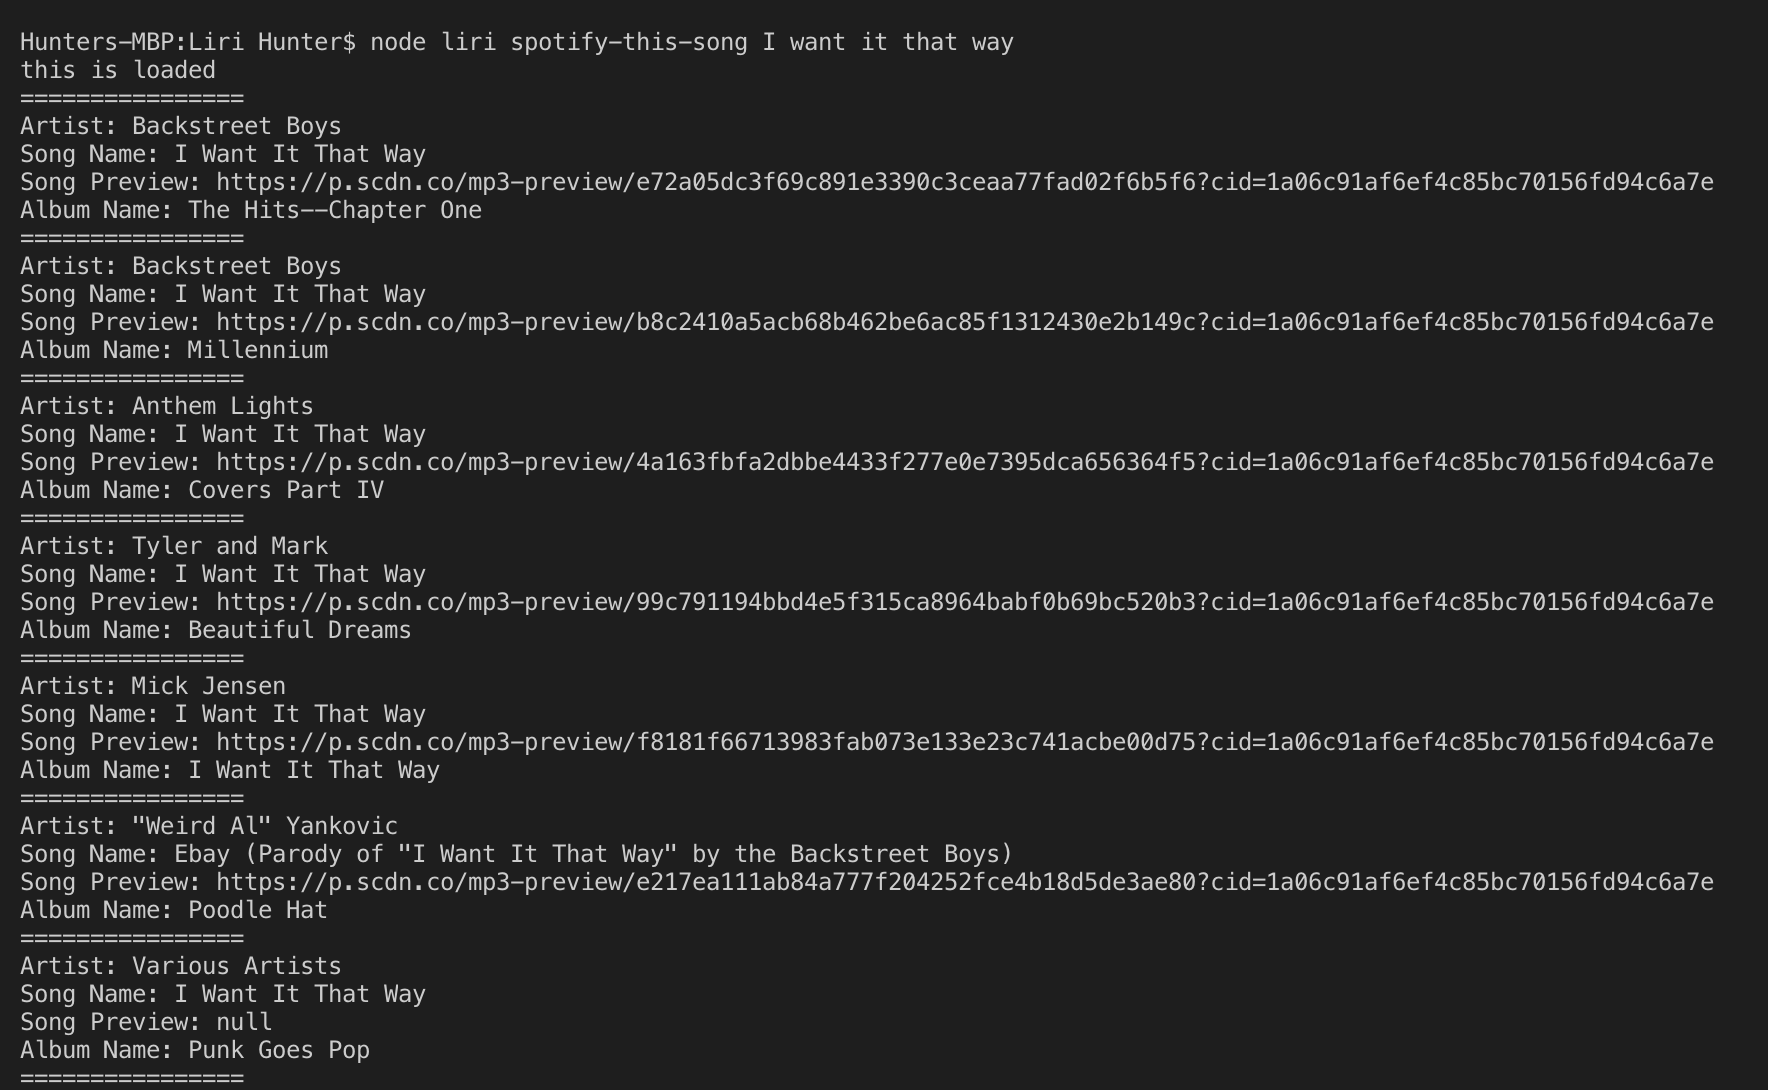 Hunters-MBP:Liri Hunter$ node liri spotify-this-song I want it that way
this is loaded
================
Artist: Backstreet Boys
Song Name: I Want It That Way
Song Preview: https://p.scdn.co/mp3-preview/e72a05dc3f69c891e3390c3ceaa77fad02f6b5f6?cid=1a06c91af6ef4c85bc70156fd94c6a7e
Album Name: The Hits--Chapter One
================
Artist: Backstreet Boys
Song Name: I Want It That Way
Song Preview: https://p.scdn.co/mp3-preview/b8c2410a5acb68b462be6ac85f1312430e2b149c?cid=1a06c91af6ef4c85bc70156fd94c6a7e
Album Name: Millennium
================
Artist: Anthem Lights
Song Name: I Want It That Way
Song Preview: https://p.scdn.co/mp3-preview/4a163fbfa2dbbe4433f277e0e7395dca656364f5?cid=1a06c91af6ef4c85bc70156fd94c6a7e
Album Name: Covers Part IV
================
Artist: Tyler and Mark
Song Name: I Want It That Way
Song Preview: https://p.scdn.co/mp3-preview/99c791194bbd4e5f315ca8964babf0b69bc520b3?cid=1a06c91af6ef4c85bc70156fd94c6a7e
Album Name: Beautiful Dreams
================
Artist: Mick Jensen
Song Name: I Want It That Way
Song Preview: https://p.scdn.co/mp3-preview/f8181f66713983fab073e133e23c741acbe00d75?cid=1a06c91af6ef4c85bc70156fd94c6a7e
Album Name: I Want It That Way
================
Artist: "Weird Al" Yankovic
Song Name: Ebay (Parody of "I Want It That Way" by the Backstreet Boys)
Song Preview: https://p.scdn.co/mp3-preview/e217ea111ab84a777f204252fce4b18d5de3ae80?cid=1a06c91af6ef4c85bc70156fd94c6a7e
Album Name: Poodle Hat
================
Artist: Various Artists
Song Name: I Want It That Way
Song Preview: null
Album Name: Punk Goes Pop
================